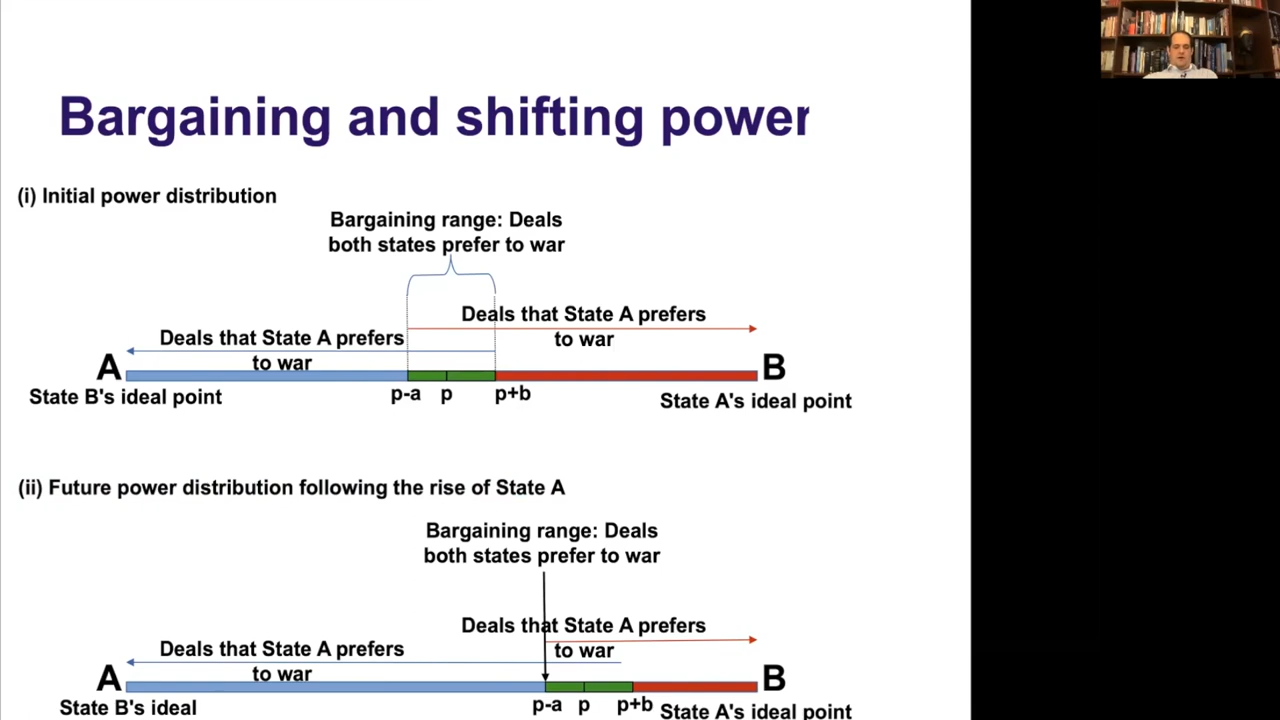 Bargaining and shifting power
(i) Initial power distribution
Bargaining range: Deals
both states prefer to war
Deals that State A prefers
to war
Deals that State A prefers
to war
A
B
State B's ideal point
p-a
p
p+b
State A's ideal point
(ii) Future power distribution following the rise of State A
Bargaining range: Deals
both states prefer to war
Deals that State A prefers
to war
Deals that State A prefers
to war
A
B
State B's ideal
p-a
p
p+b
State A's ideal point